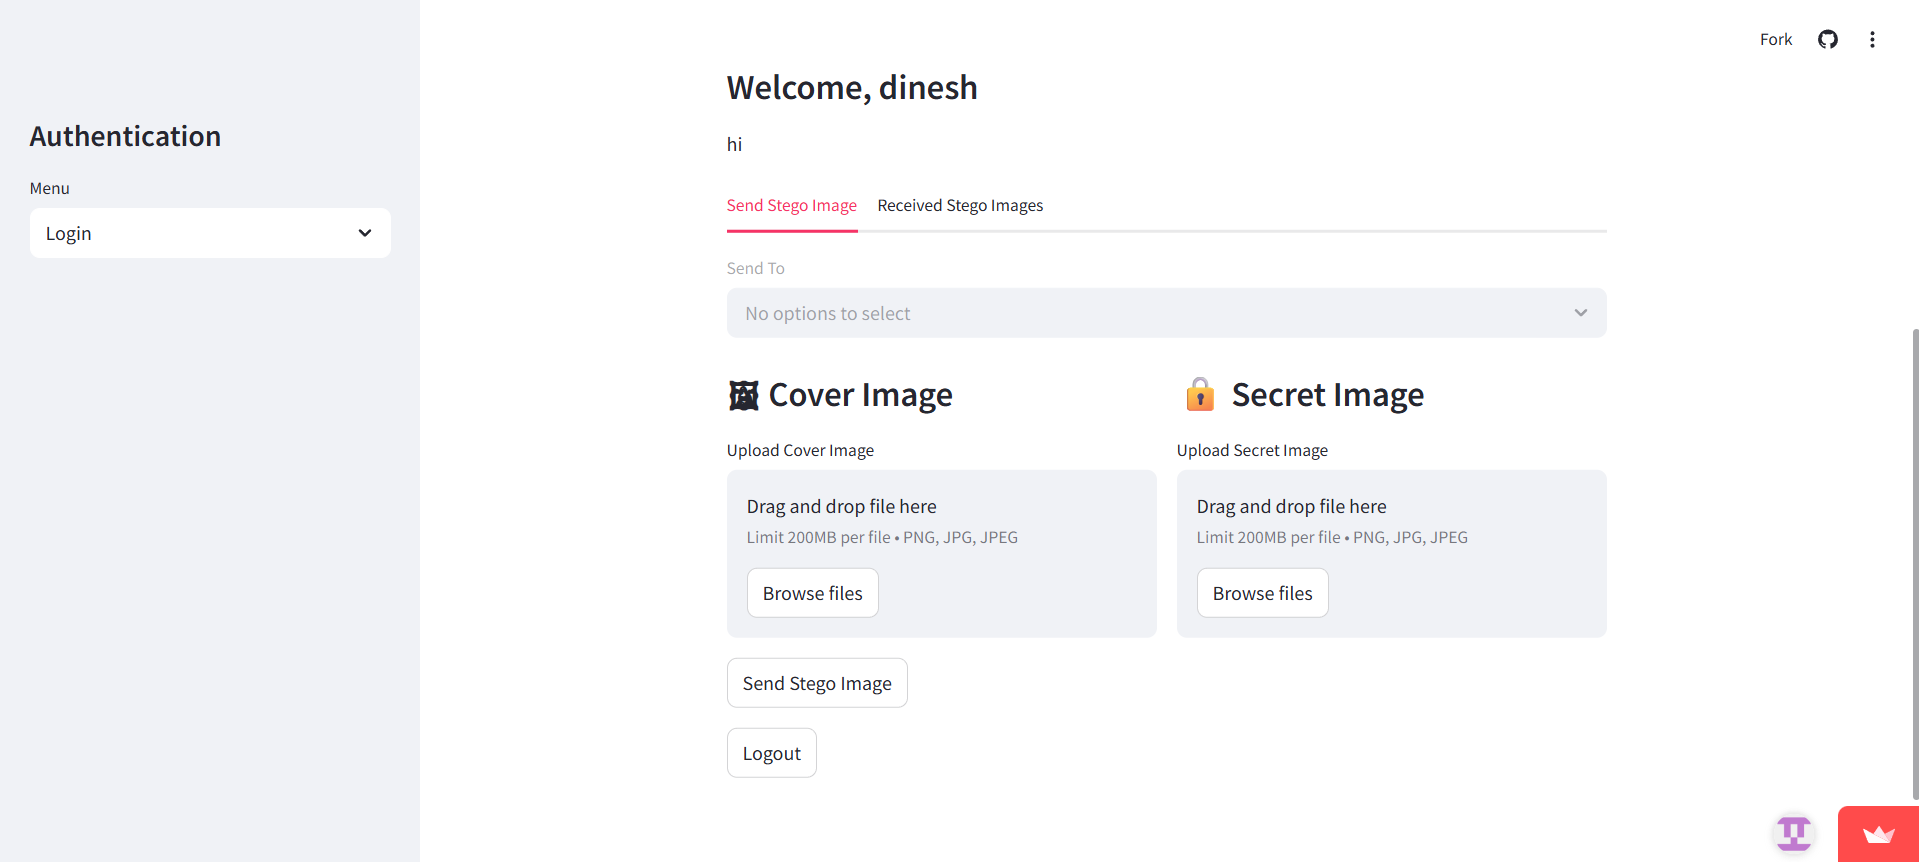 Fork
Authentication
Menu
Login
Welcome, dinesh
hi
Send Stego Image
Received Stego Images
Send To
No options to select
Cover Image
Secret Image
Upload Cover Image
Upload Secret Image
Drag and drop file here
Limit 200MB per file • PNG, JPG, JPEG
Browse files
Drag and drop file here
Limit 200MB per file • PNG, JPG, JPEG
Browse files
Send Stego Image
Logout